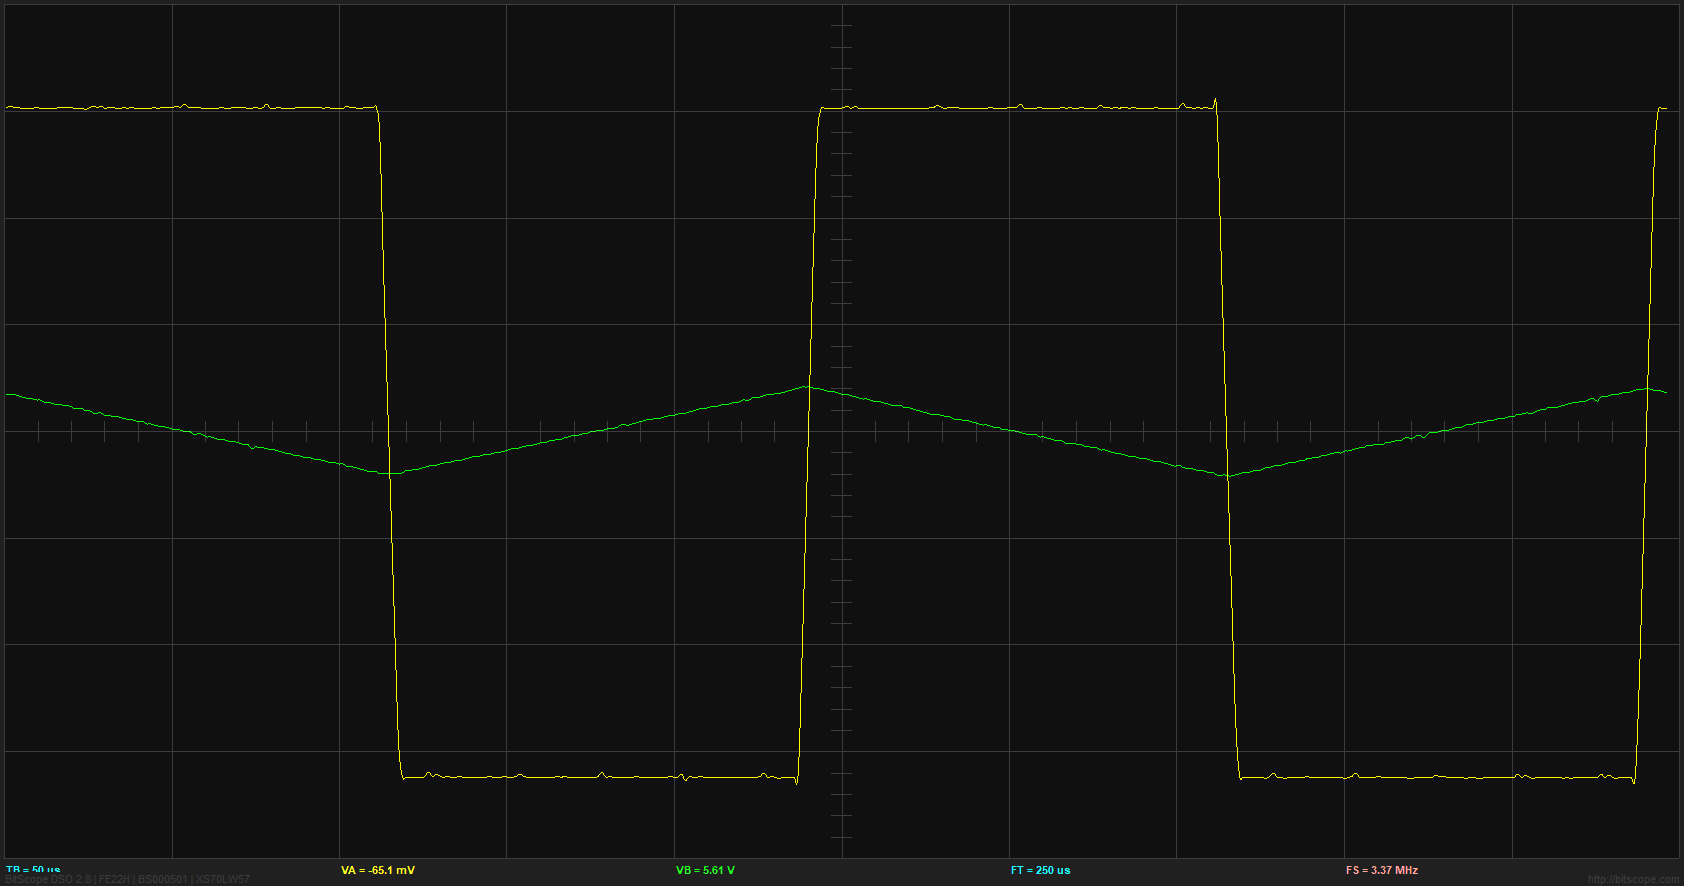 TB = 50 us VA = -65.1 mV VB = 5.61 V FT = 250 us FS = 3.37 MHz
BitScope DSO 2.8 | FE22H | BS000501 | XS70LW57 http://bitscope.com